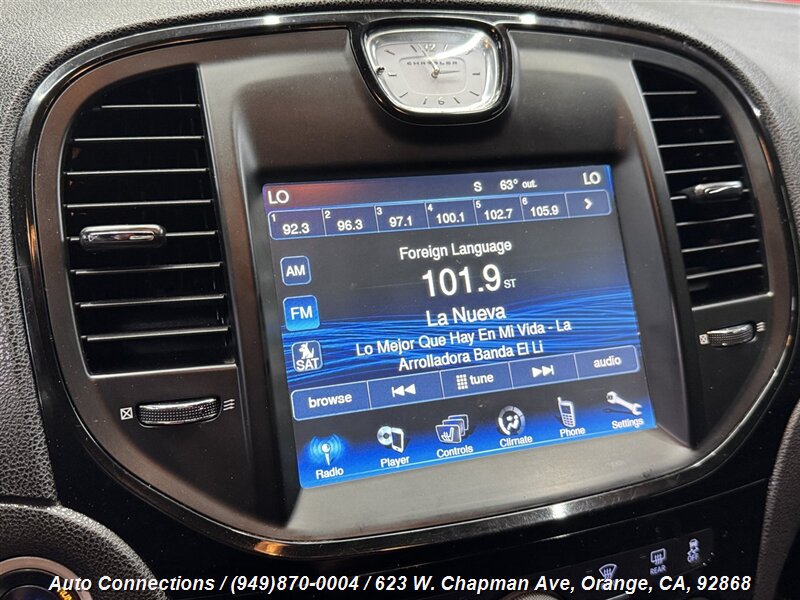 CHRYSLER
LO S 63° out. LO
1 92.3 2 96.3 3 97.1 4 100.1 5 102.7 6 105.9 >
Foreign Language
AM
101.9 ST
FM
La Nueva
Lo Mejor Que Hay En Mi Vida - La
SAT
Arrolladora Banda El Li
browse tune audio
Radio Player Controls Climate Phone Settings
REAR OFF
Auto Connections / (949)870-0004 / 623 W. Chapman Ave, Orange, CA, 92868